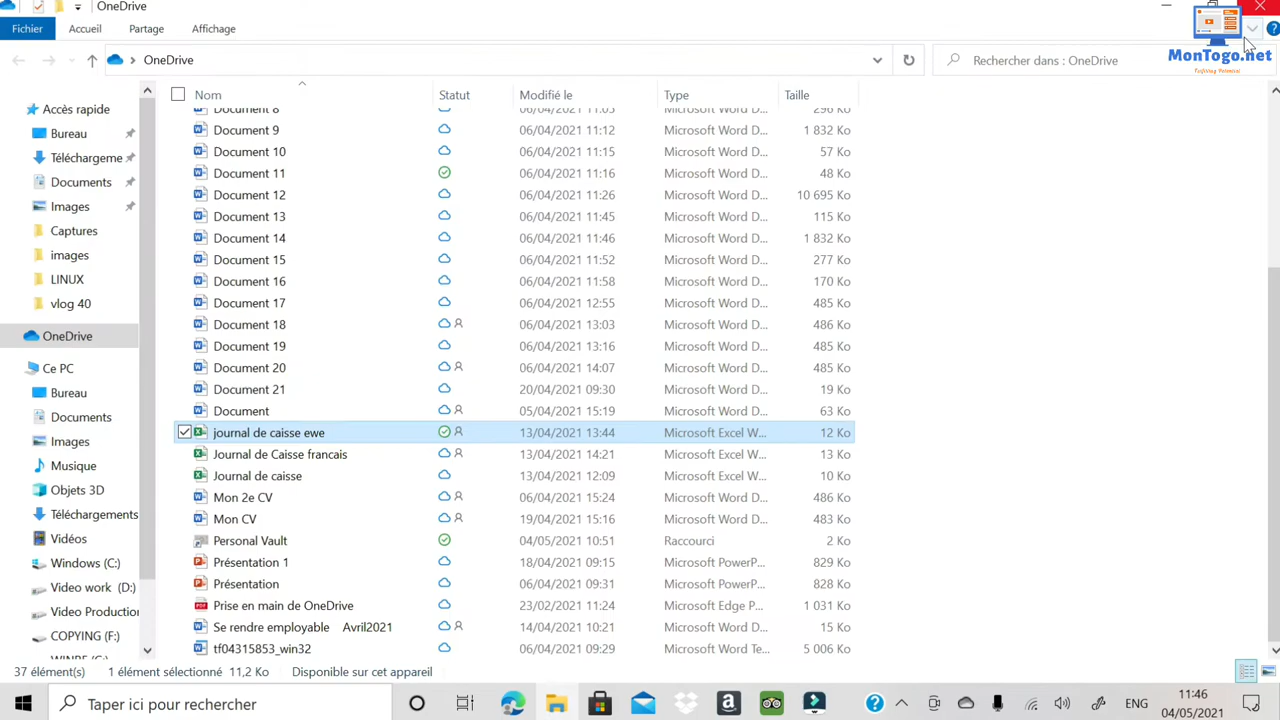 OneDrive
Fichier Accueil Partage Affichage
OneDrive
Rechercher dans : OneDrive
MonTogo.net
Nom Statut Modifié le Type Taille
Document 8 06/04/2021 11:05 Microsoft Word D... 296 Ko
Document 9 06/04/2021 11:12 Microsoft Word D... 1 832 Ko
Document 10 06/04/2021 11:15 Microsoft Word D... 57 Ko
Document 11 06/04/2021 11:16 Microsoft Word D... 48 Ko
Document 12 06/04/2021 11:26 Microsoft Word D... 10 695 Ko
Document 13 06/04/2021 11:45 Microsoft Word D... 115 Ko
Document 14 06/04/2021 11:46 Microsoft Word D... 1 832 Ko
Document 15 06/04/2021 11:52 Microsoft Word D... 277 Ko
Document 16 06/04/2021 11:58 Microsoft Word D... 170 Ko
Document 17 06/04/2021 12:55 Microsoft Word D... 485 Ko
Document 18 06/04/2021 13:03 Microsoft Word D... 486 Ko
Document 19 06/04/2021 13:16 Microsoft Word D... 485 Ko
Document 20 06/04/2021 14:07 Microsoft Word D... 485 Ko
Document 21 20/04/2021 09:30 Microsoft Word D... 19 Ko
Document 05/04/2021 15:19 Microsoft Word D... 63 Ko
journal de caisse ewe 13/04/2021 13:44 Microsoft Excel W... 12 Ko
Journal de Caisse francais 13/04/2021 14:21 Microsoft Excel W... 13 Ko
Journal de caisse 13/04/2021 12:09 Microsoft Excel W... 10 Ko
Mon 2e CV 06/04/2021 15:24 Microsoft Word D... 486 Ko
Mon CV 19/04/2021 15:16 Microsoft Word D... 483 Ko
Personal Vault 04/05/2021 10:51 Raccourci 2 Ko
Présentation 1 18/04/2021 09:15 Microsoft PowerP... 829 Ko
Présentation 06/04/2021 09:31 Microsoft PowerP... 828 Ko
Prise en main de OneDrive 23/02/2021 11:24 Microsoft Edge P... 1 031 Ko
Se rendre employable Avril2021 14/04/2021 10:21 Microsoft Word D... 15 Ko
tf04315853_win32 06/04/2021 09:29 Microsoft Word Te... 5 006 Ko
Accès rapide
Bureau
Téléchargeme
Documents
Images
Captures
images
LINUX
vlog 40
OneDrive
Ce PC
Bureau
Documents
Images
Musique
Objets 3D
Téléchargements
Vidéos
Windows (C:)
Video work (D:)
Video Production
COPYING (F:)
37 élément(s) 1 élément sélectionné 11,2 Ko Disponible sur cet appareil
Taper ici pour rechercher
ENG
11:46
04/05/2021